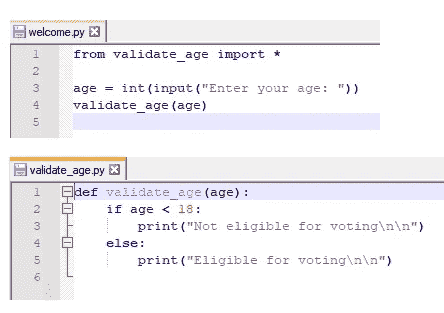 welcome.py
1 from validate_age import *
2
3 age = int(input("Enter your age: "))
4 validate_age(age)
5
validate_age.py
1 def validate_age(age):
2 if age < 18:
3 print("Not eligible for voting\n\n")
4 else:
5 print("Eligible for voting\n\n")
6